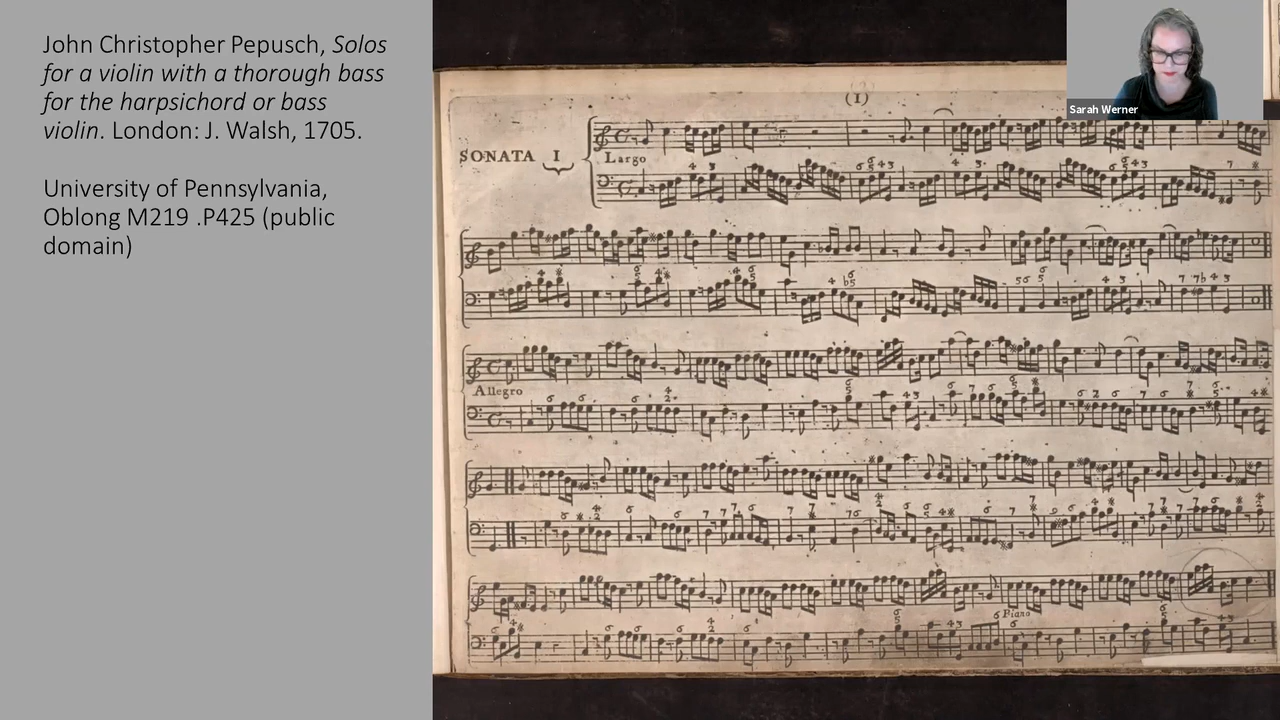 John Christopher Pepusch, Solos
for a violin with a thorough bass
for the harpsichord or bass
violin. London: J. Walsh, 1705.
University of Pennsylvania,
Oblong M219 .P425 (public
domain)
Sarah Werner
(I)
SONATA I
Largo
Allegro
Piano